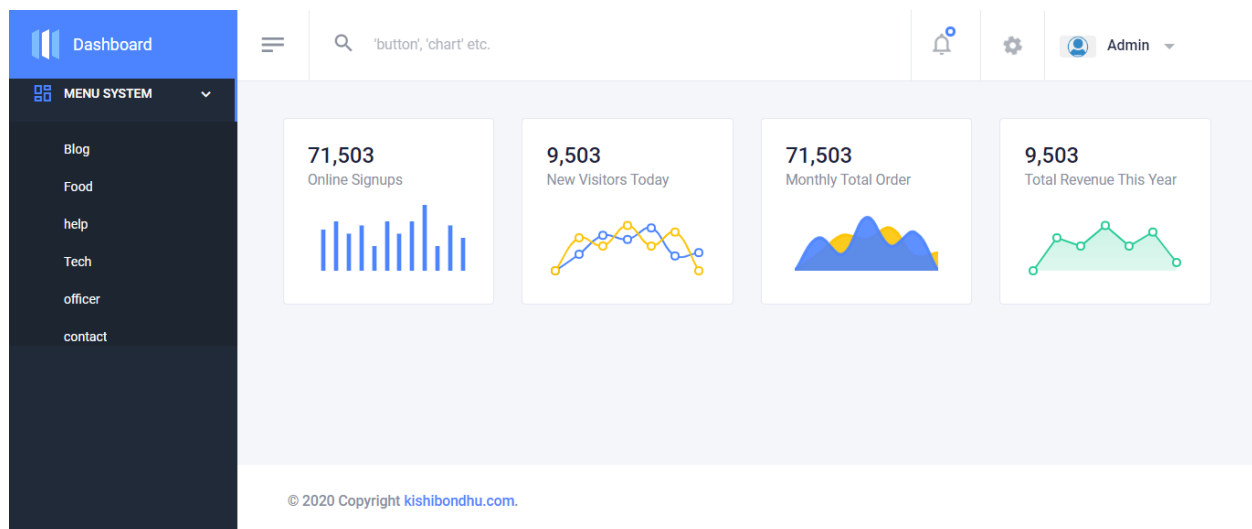 Dashboard
'button', 'chart' etc.
Admin
MENU SYSTEM
Blog
Food
help
Tech
officer
contact
71,503
Online Signups
9,503
New Visitors Today
71,503
Monthly Total Order
9,503
Total Revenue This Year
© 2020 Copyright kishibondhu.com.